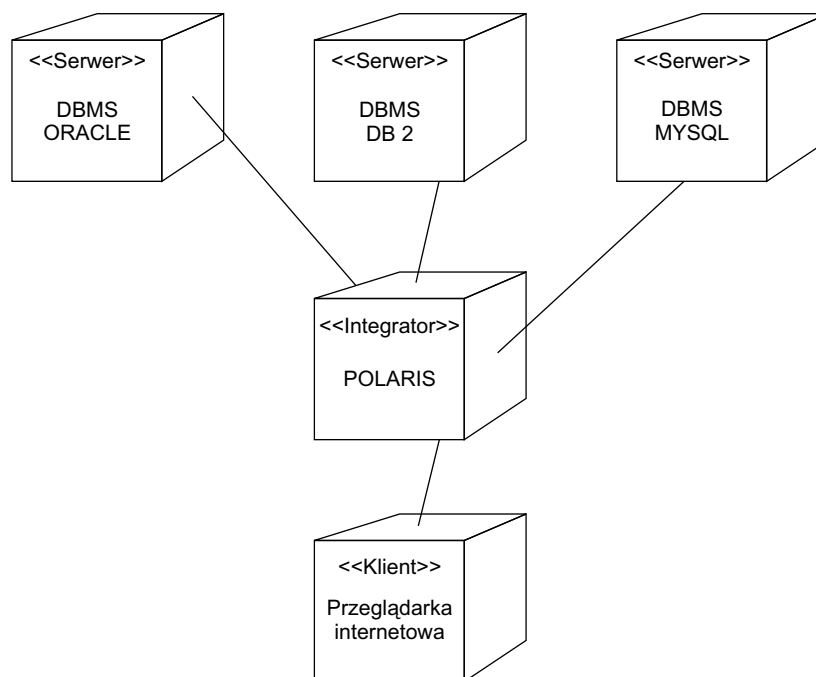 <<Serwer>>
DBMS
ORACLE
<<Serwer>>
DBMS
DB 2
<<Serwer>>
DBMS
MYSQL
<<Integrator>>
POLARIS
<<Klient>>
Przeglądarka
internetowa